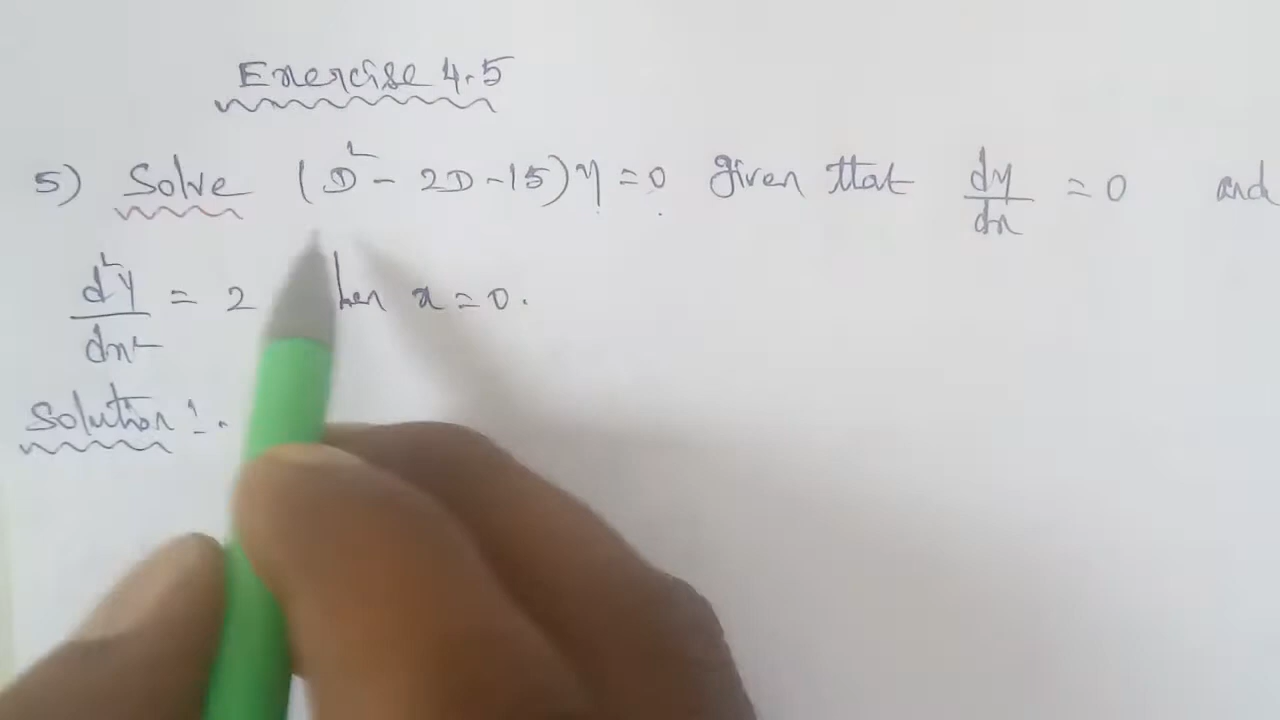 Exercise 4.5
5) Solve (D² - 2D - 15)y = 0 given that dy/dx = 0 and
d²y/dx² = 2 x = 0.
Solution :-